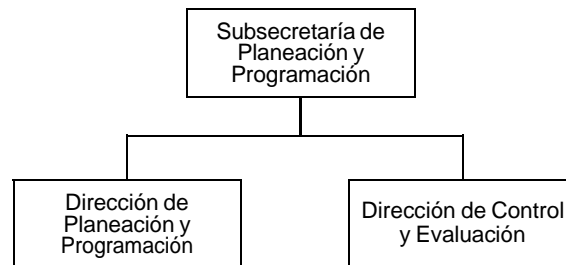 Subsecretaría de
Planeación y
Programación
Dirección de
Planeación y
Programación
Dirección de Control
y Evaluación